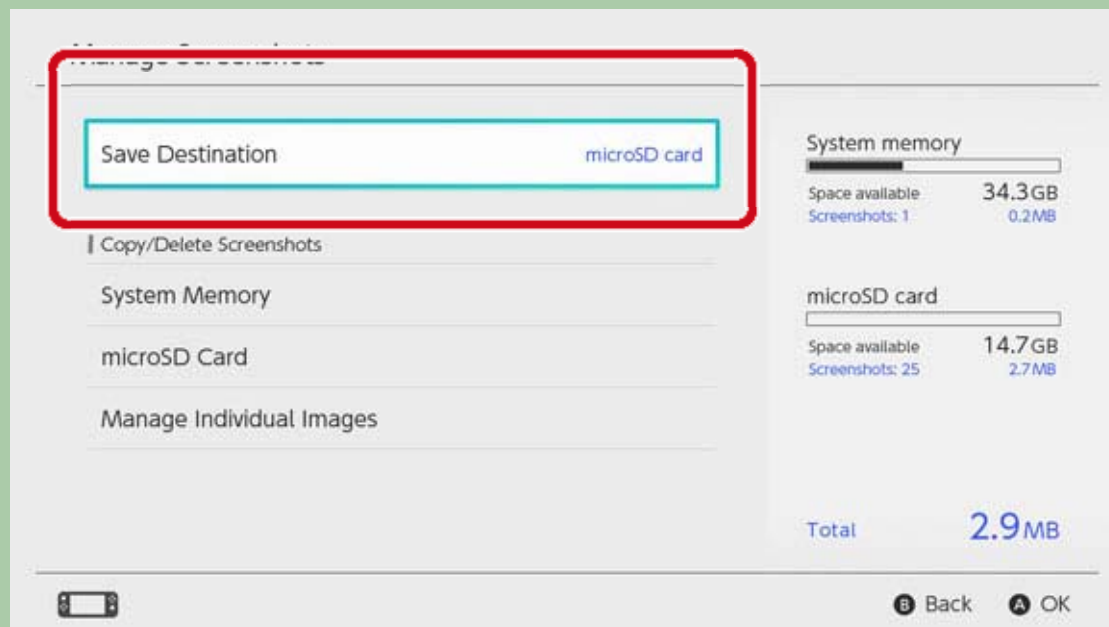 Manage Screenshots
Save Destination microSD card
Copy/Delete Screenshots
System Memory
microSD Card
Manage Individual Images
System memory
Space available 34.3GB
Screenshots: 1 0.2MB
microSD card
Space available 14.7GB
Screenshots: 25 2.7MB
Total 2.9MB
B Back A OK